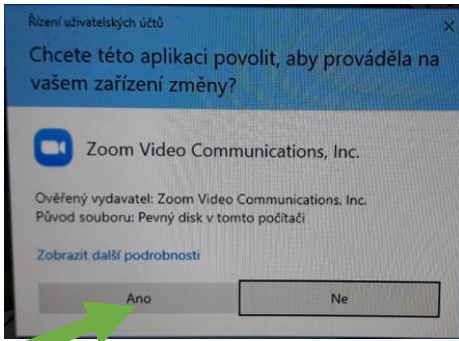 Řízení uživatelských účtů
Chcete této aplikaci povolit, aby prováděla na
vašem zařízení změny?
Zoom Video Communications, Inc.
Ověřený vydavatel: Zoom Video Communications, Inc.
Původ souboru: Pevný disk v tomto počítači
Zobrazit další podrobnosti
Ano
Ne